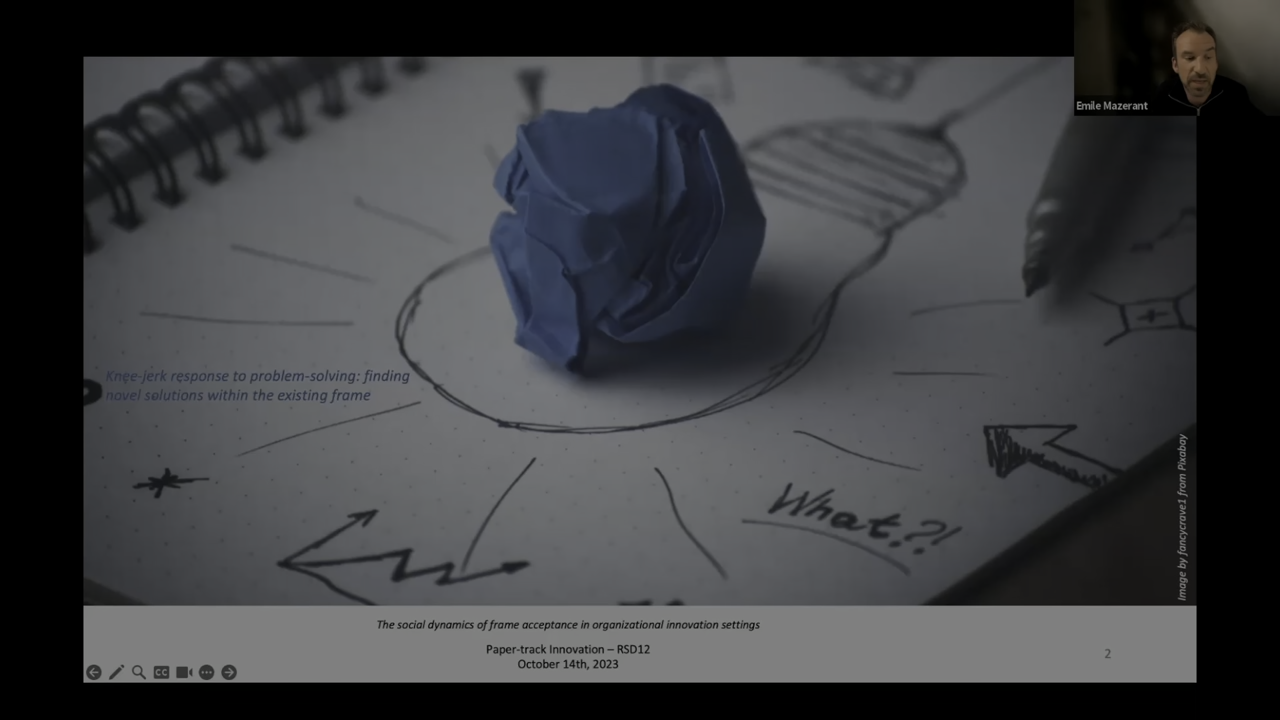 Emile Mazerant
Knee-jerk response to problem-solving: finding
novel solutions within the existing frame
What?!
Image by fancycrave1 from Pixabay
The social dynamics of frame acceptance in organizational innovation settings
Paper-track Innovation – RSD12
October 14th, 2023
2
CC